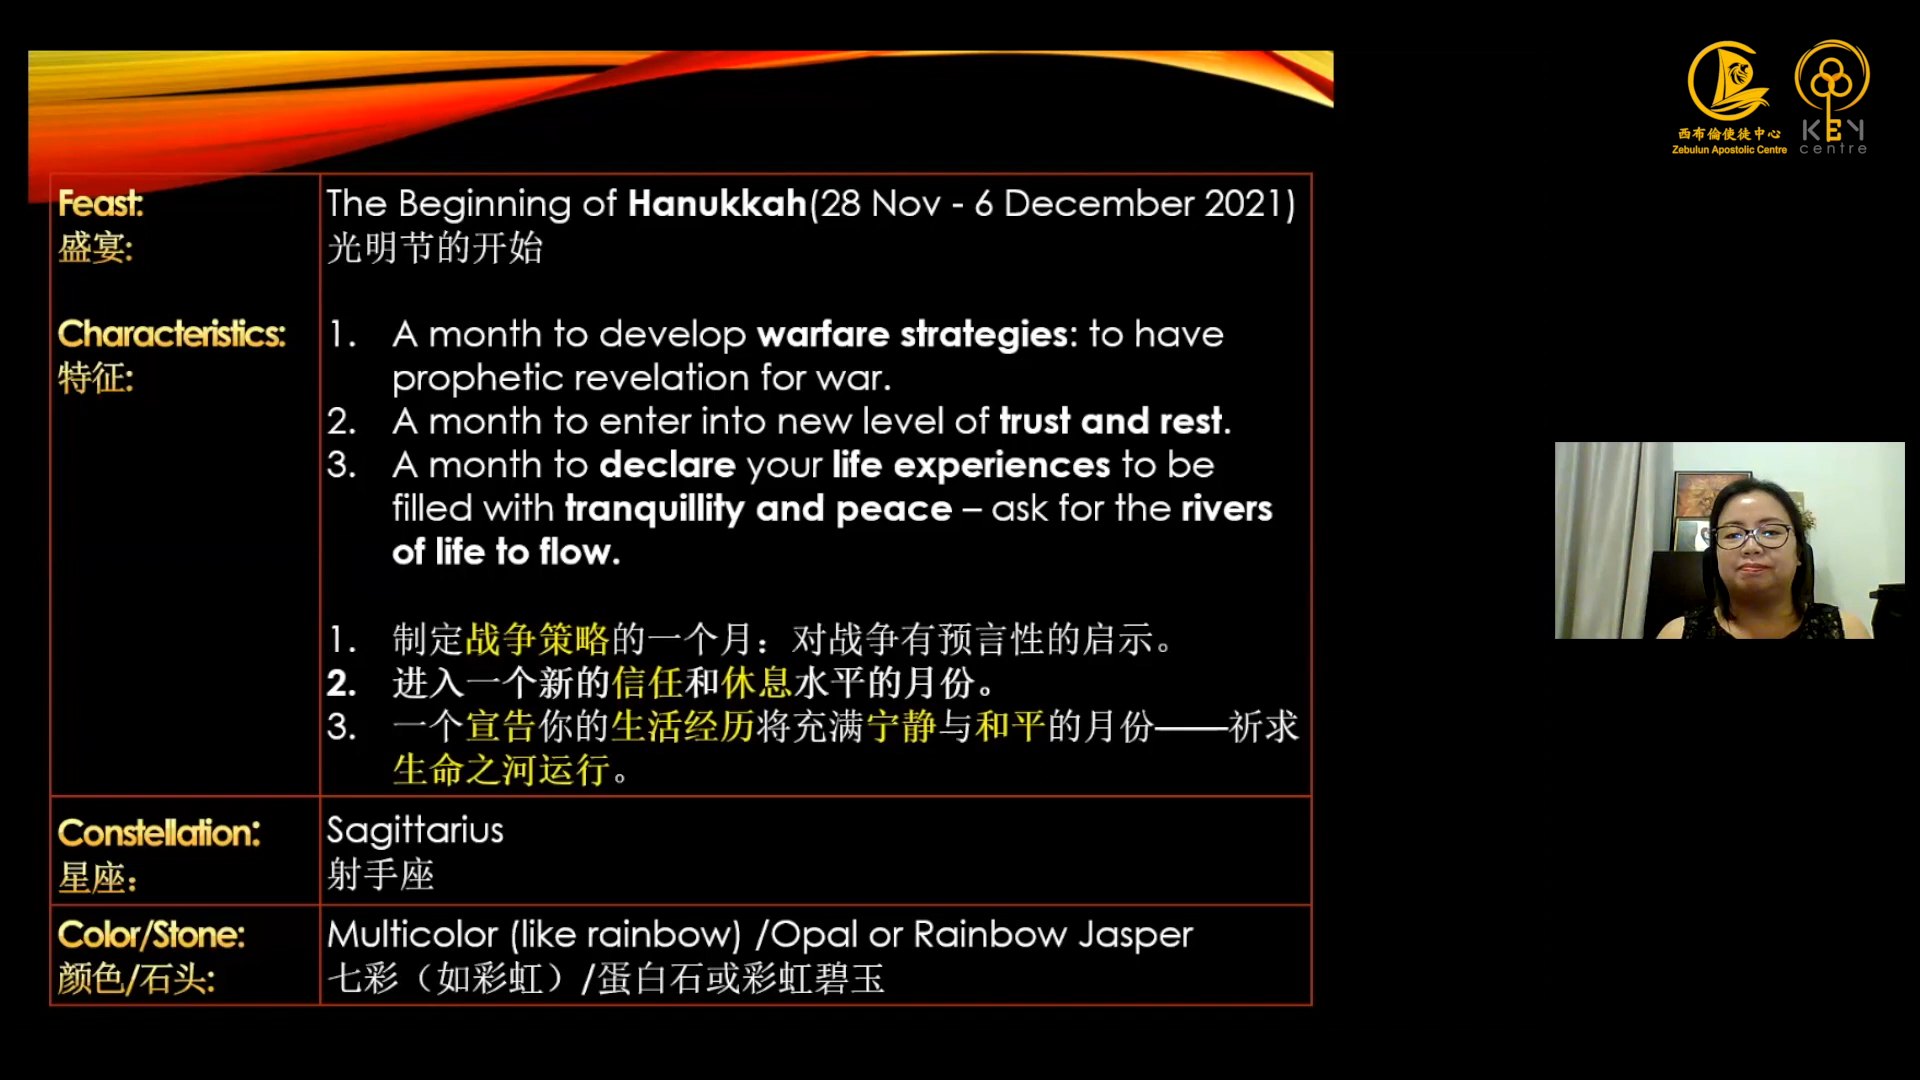 西布倫使徒中心
Zebulun Apostolic Centre
KEY
centre
Feast:
盛宴:
The Beginning of Hanukkah(28 Nov - 6 December 2021)
光明节的开始
Characteristics:
特征:
1. A month to develop warfare strategies: to have
prophetic revelation for war.
2. A month to enter into new level of trust and rest.
3. A month to declare your life experiences to be
filled with tranquillity and peace – ask for the rivers
of life to flow.
1. 制定战争策略的一个月：对战争有预言性的启示。
2. 进入一个新的信任和休息水平的月份。
3. 一个宣告你的生活经历将充满宁静与和平的月份——祈求
生命之河运行。
Constellation:
星座：
Sagittarius
射手座
Color/Stone:
颜色/石头:
Multicolor (like rainbow) /Opal or Rainbow Jasper
七彩（如彩虹）/蛋白石或彩虹碧玉